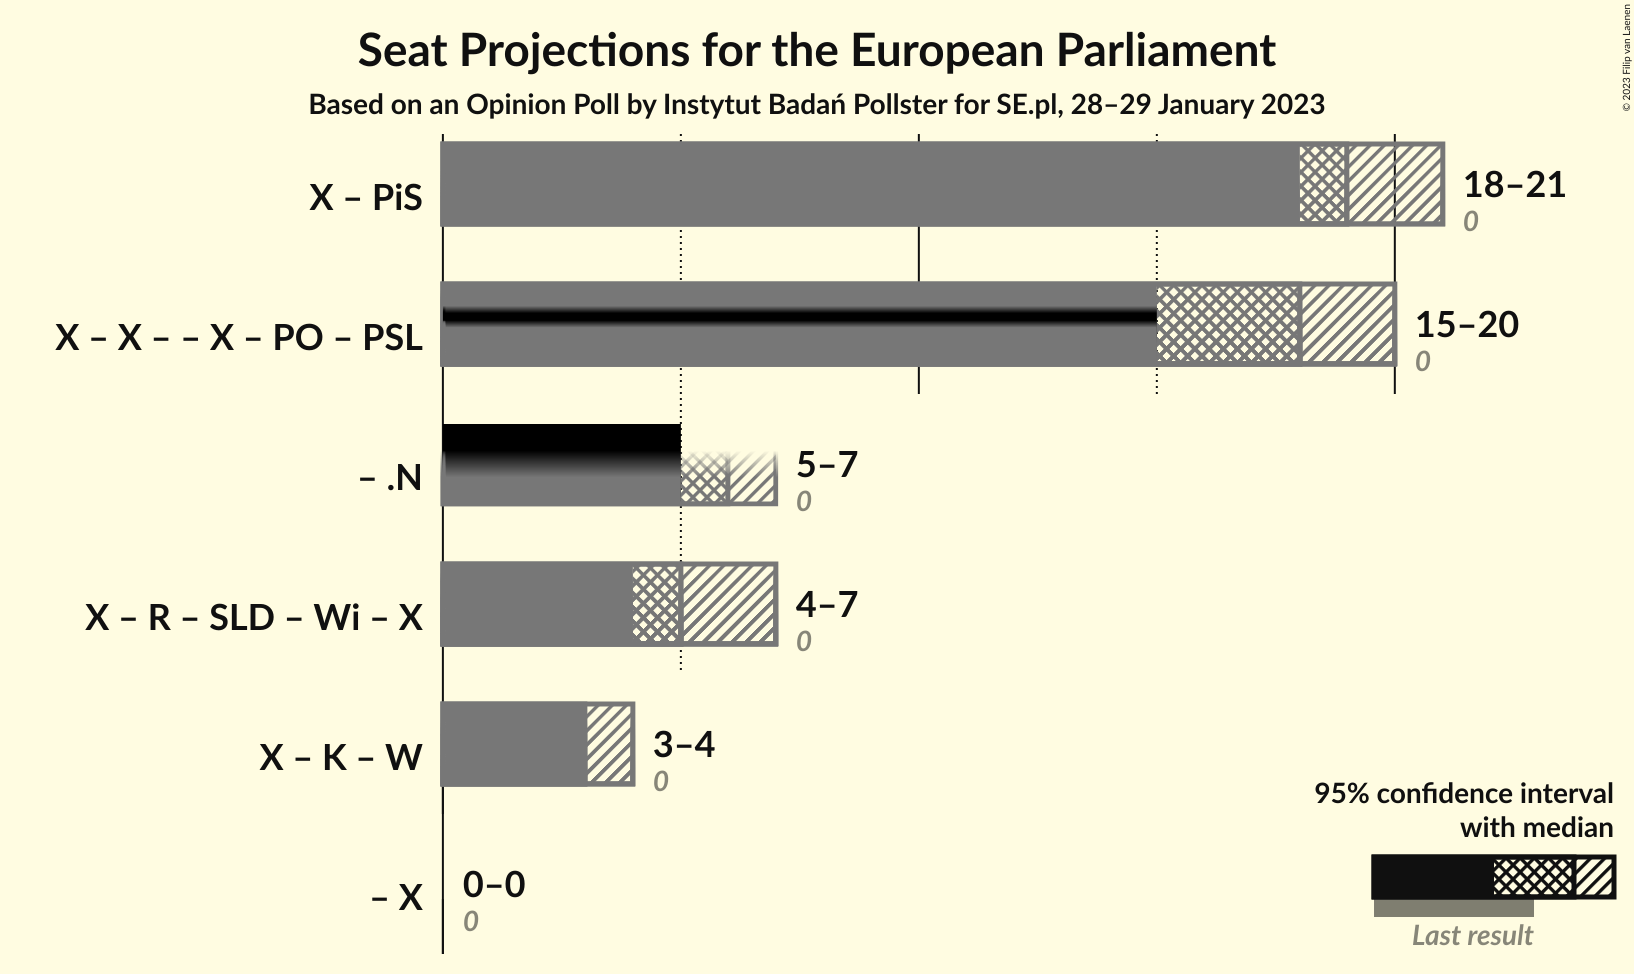 Seat Projections for the European Parliament
Based on an Opinion Poll by Instytut Badań Pollster for SE.pl, 28–29 January 2023
© 2023 Filip van Laenen
X – PiS
18–21
0
X – X – – X – PO – PSL
15–20
0
– .N
5–7
0
X – R – SLD – Wi – X
4–7
0
X – K – W
3–4
0
– X
0–0
0
95% confidence interval
with median
Last result